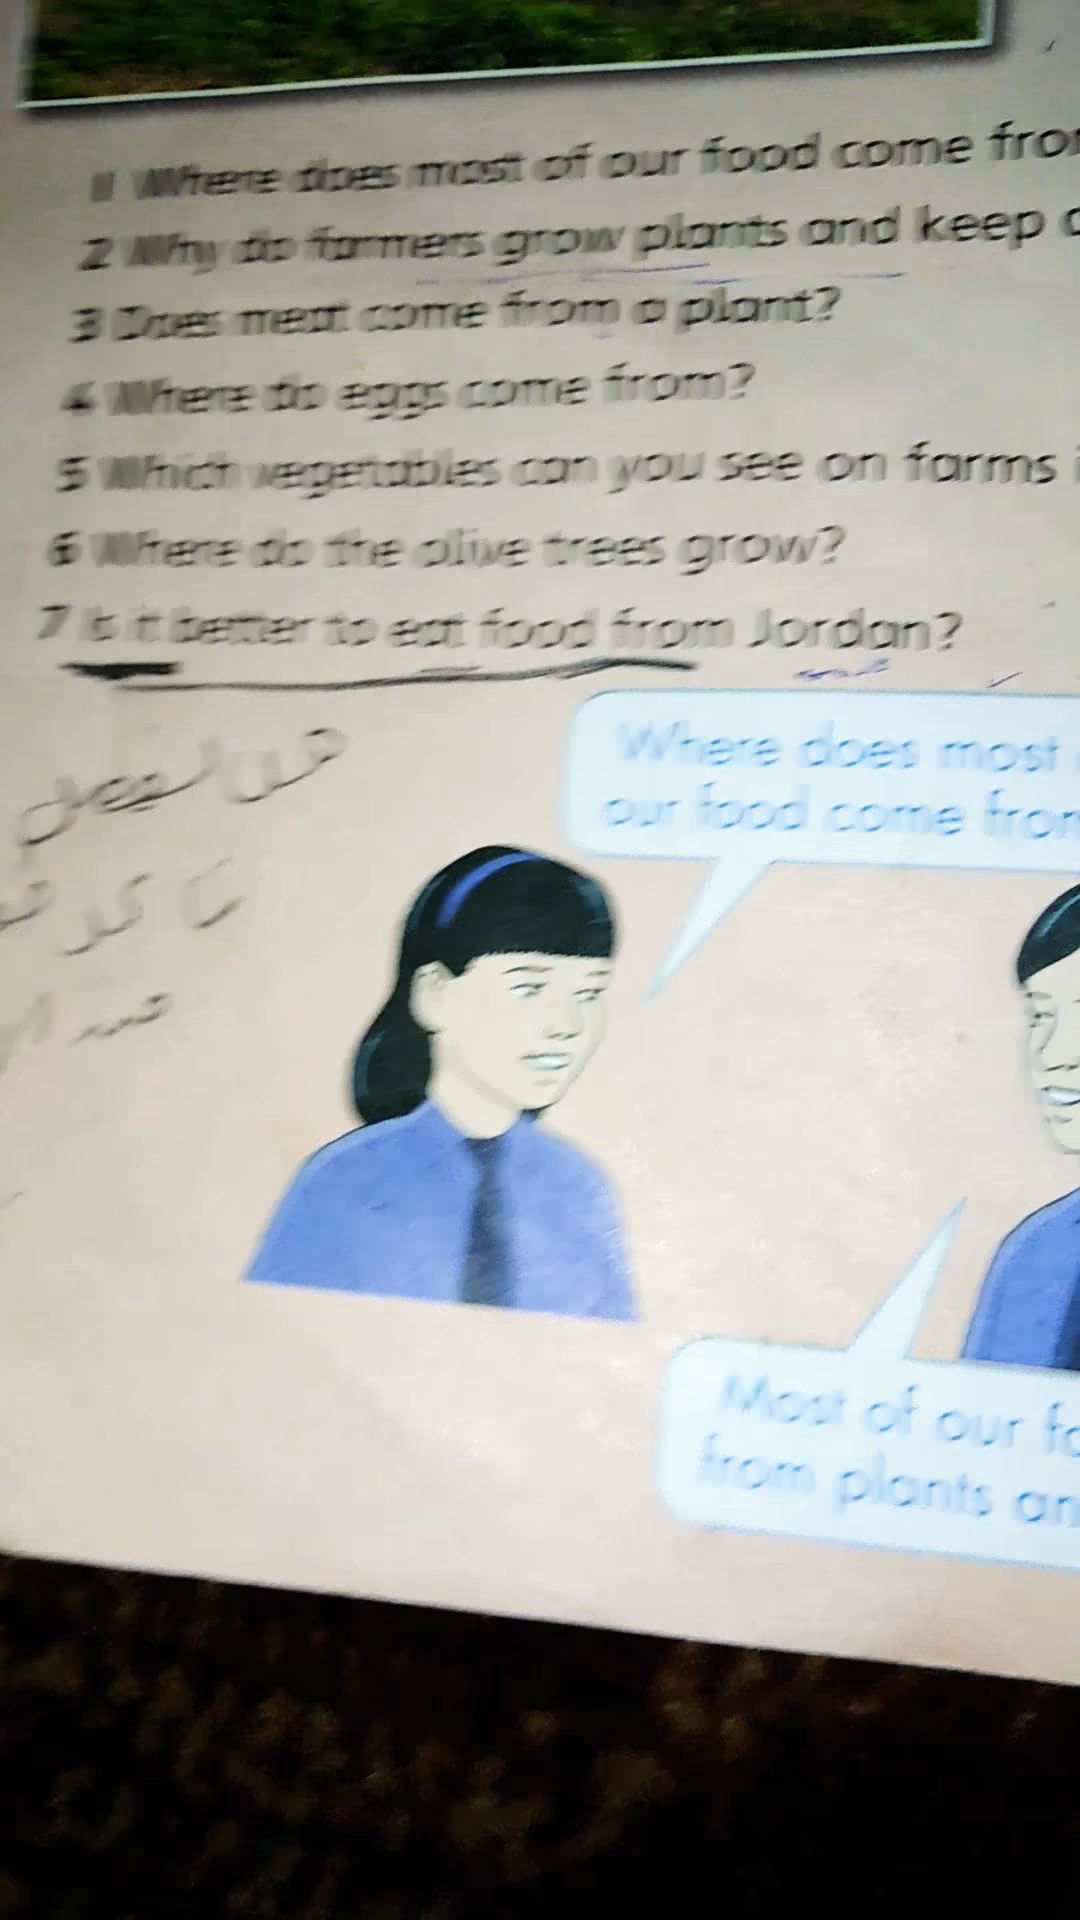 1 Where does most of our food come from
2 Why do farmers grow plants and keep
3 Does meat come from a plant?
4 Where do eggs come from?
5 Which vegetables can you see on farms
6 Where do the olive trees grow?
7 Is it better to eat food from Jordan?
Where does most
our food come from
Most of our
from plants an